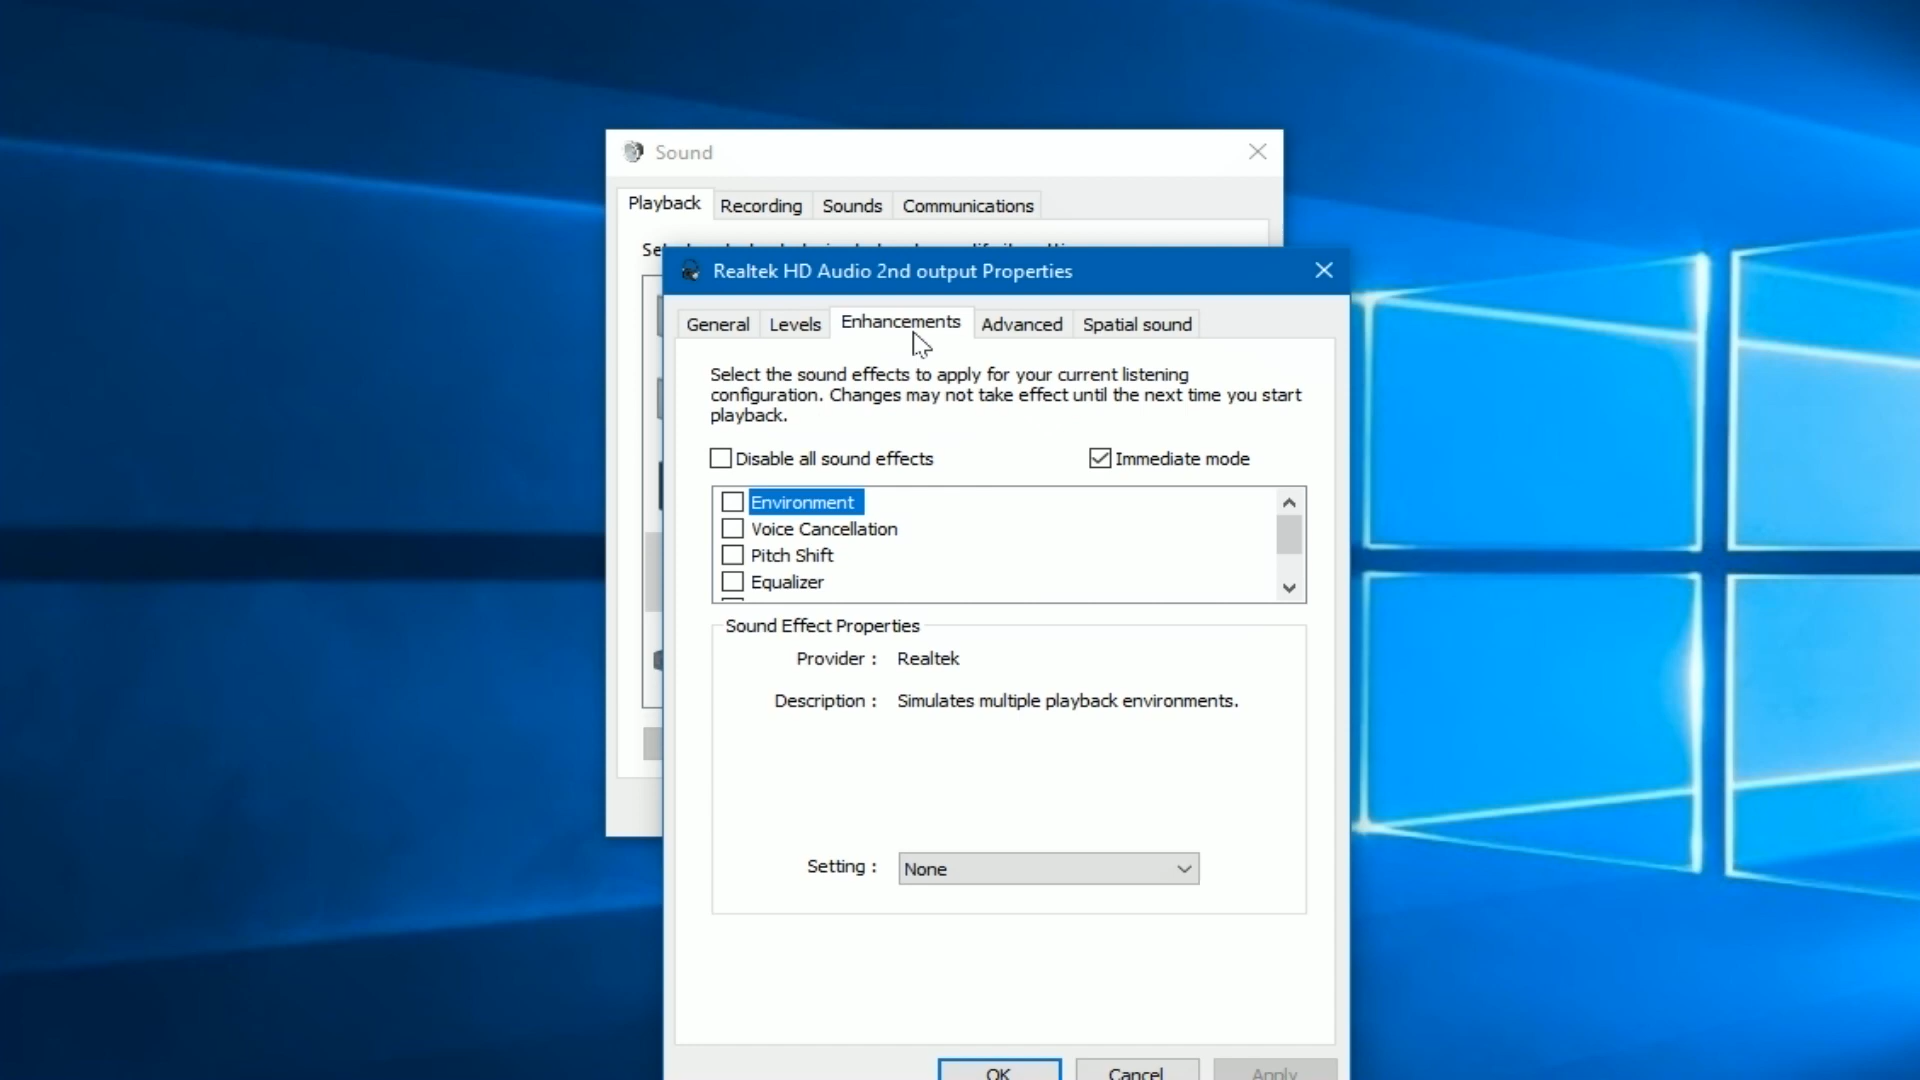 Sound
Playback Recording Sounds Communications
Realtek HD Audio 2nd output Properties
General Levels Enhancements Advanced Spatial sound
Select the sound effects to apply for your current listening
configuration. Changes may not take effect until the next time you start
playback.
Disable all sound effects Immediate mode
Environment
Voice Cancellation
Pitch Shift
Equalizer
Sound Effect Properties
Provider : Realtek
Description : Simulates multiple playback environments.
Setting : None
OK Cancel Apply